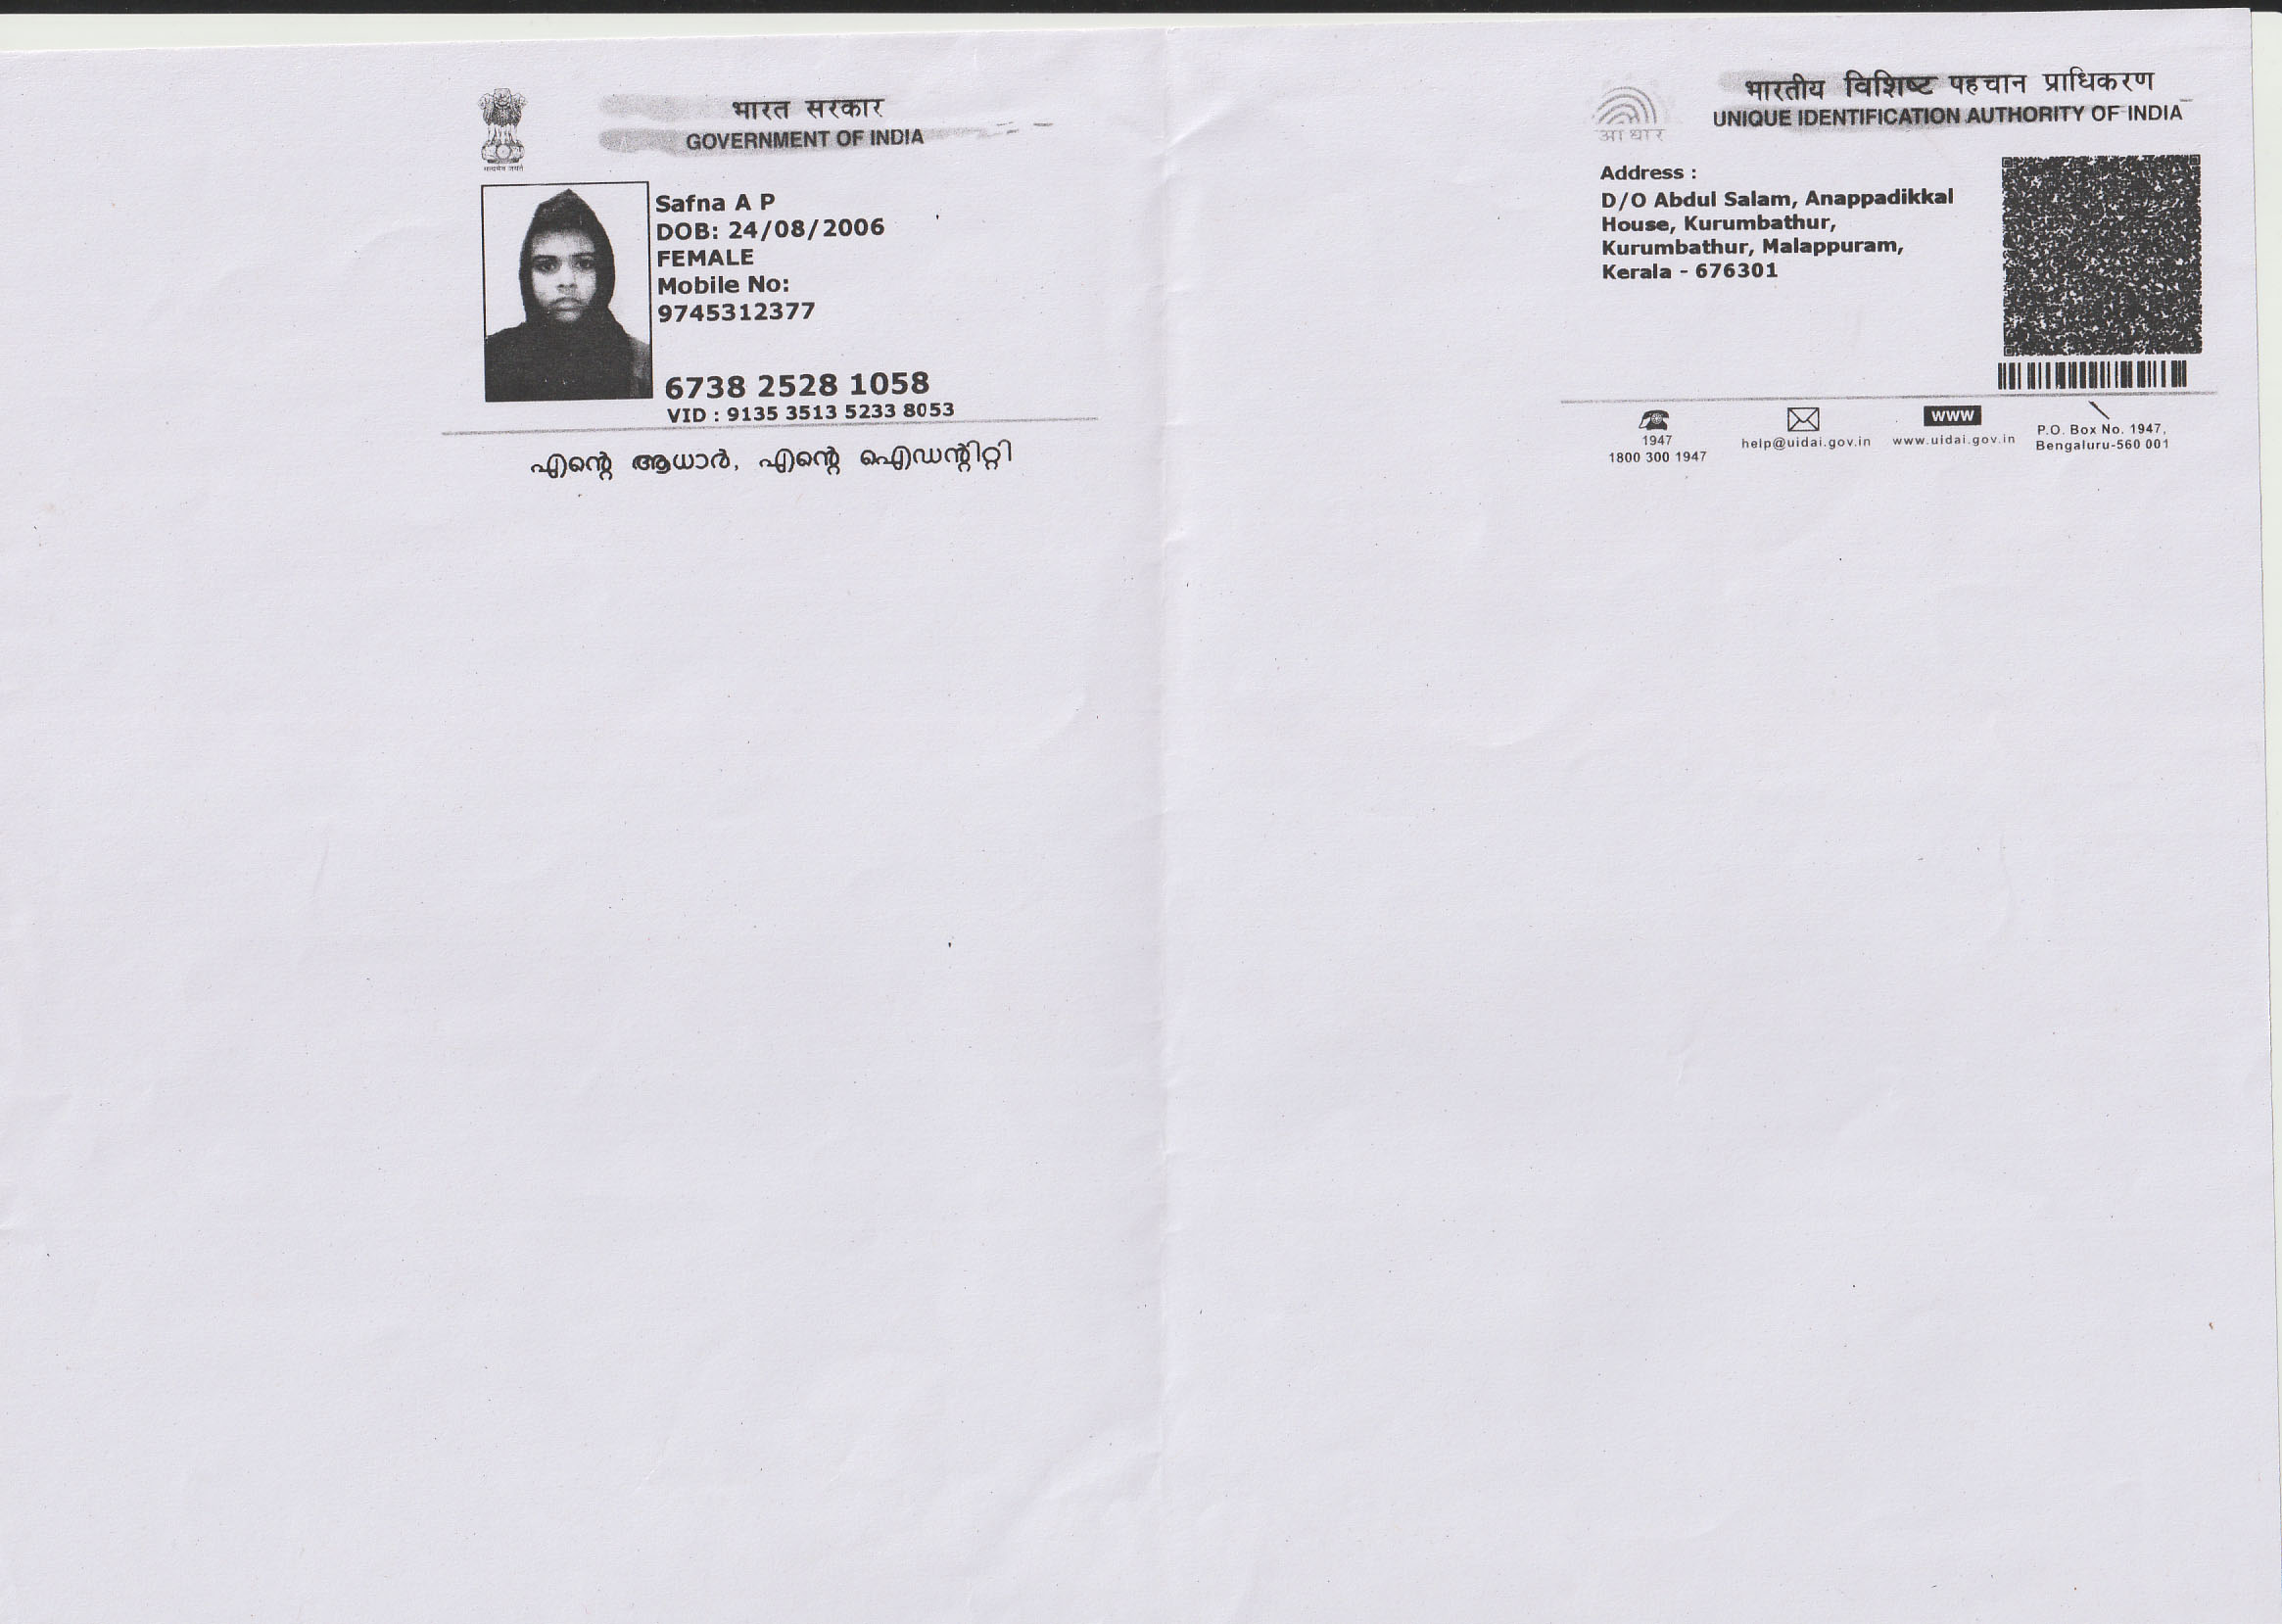 भारत सरकार
GOVERNMENT OF INDIA
सत्यमेव जयते
Safna A P
DOB: 24/08/2006
FEMALE
Mobile No:
9745312377
6738 2528 1058
VID : 9135 3513 5233 8053
എന്റെ ആധാർ, എന്റെ ഐഡന്റിറ്റി
भारतीय विशिष्ट पहचान प्राधिकरण
UNIQUE IDENTIFICATION AUTHORITY OF INDIA
आधार
Address :
D/O Abdul Salam, Anappadikkal
House, Kurumbathur,
Kurumbathur, Malappuram,
Kerala - 676301
1947
1800 300 1947
help@uidai.gov.in
www
www.uidai.gov.in
P.O. Box No. 1947,
Bengaluru-560 001